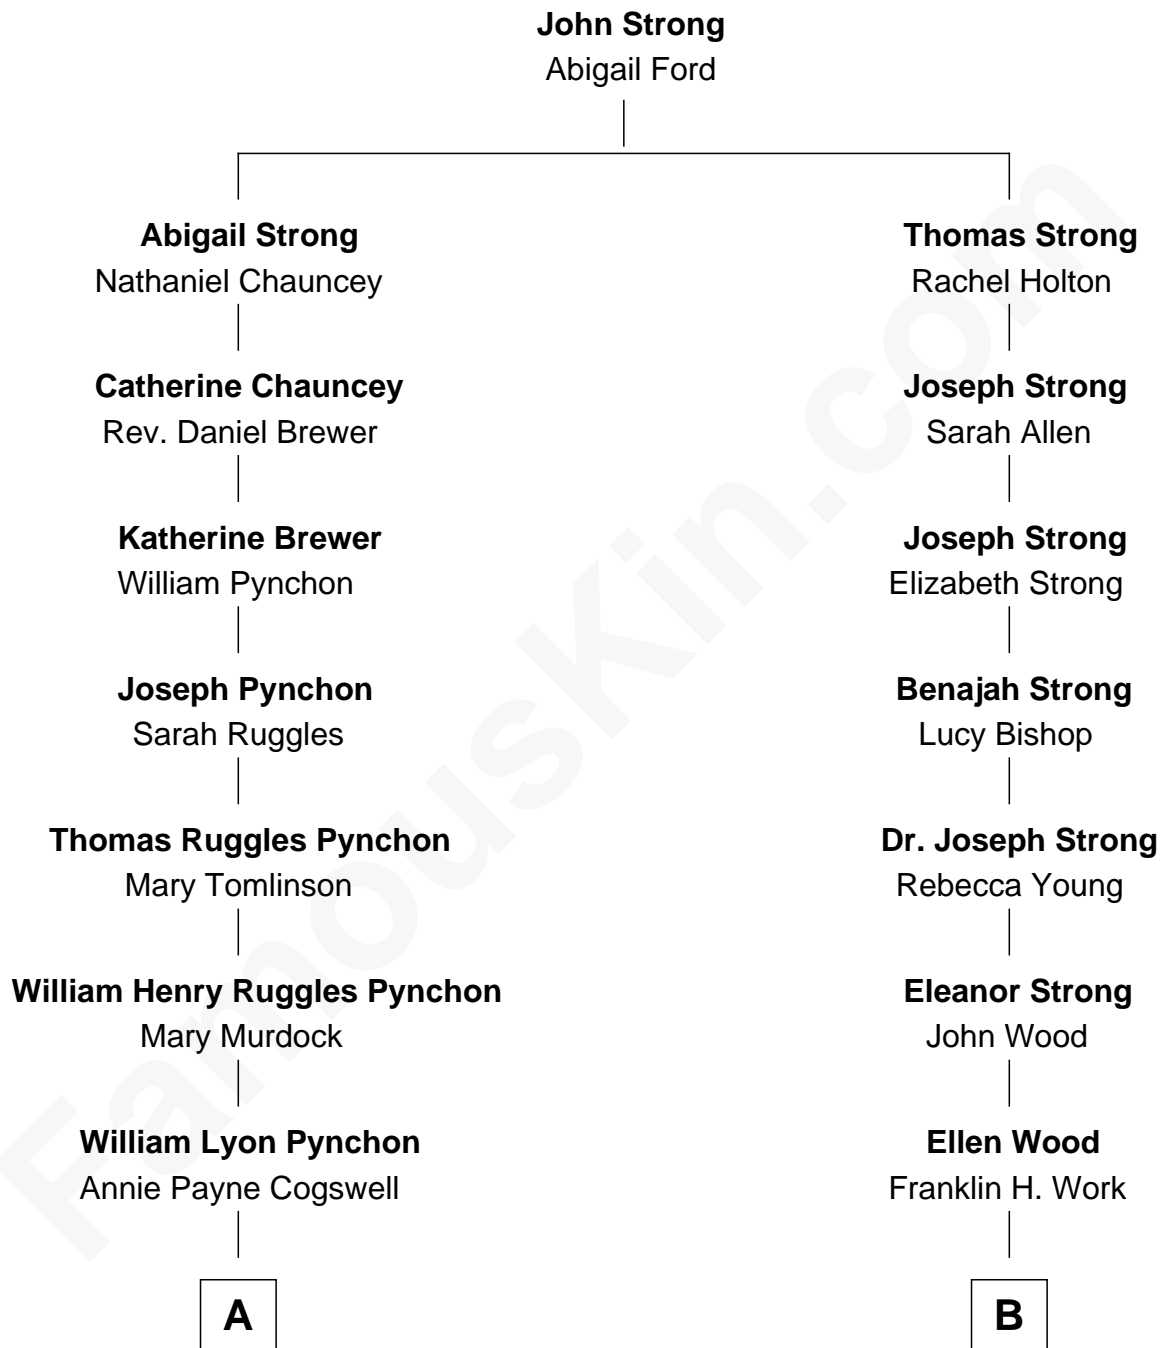 John Strong
Abigail Ford
Abigail Strong
Nathaniel Chauncey
Thomas Strong
Rachel Holton
Catherine Chauncey
Rev. Daniel Brewer
Joseph Strong
Sarah Allen
Katherine Brewer
William Pynchon
Joseph Strong
Elizabeth Strong
Joseph Pynchon
Sarah Ruggles
Benajah Strong
Lucy Bishop
Thomas Ruggles Pynchon
Mary Tomlinson
Dr. Joseph Strong
Rebecca Young
William Henry Ruggles Pynchon
Mary Murdock
Eleanor Strong
John Wood
William Lyon Pynchon
Annie Payne Cogswell
Ellen Wood
Franklin H. Work
A
B
FamousKin.com